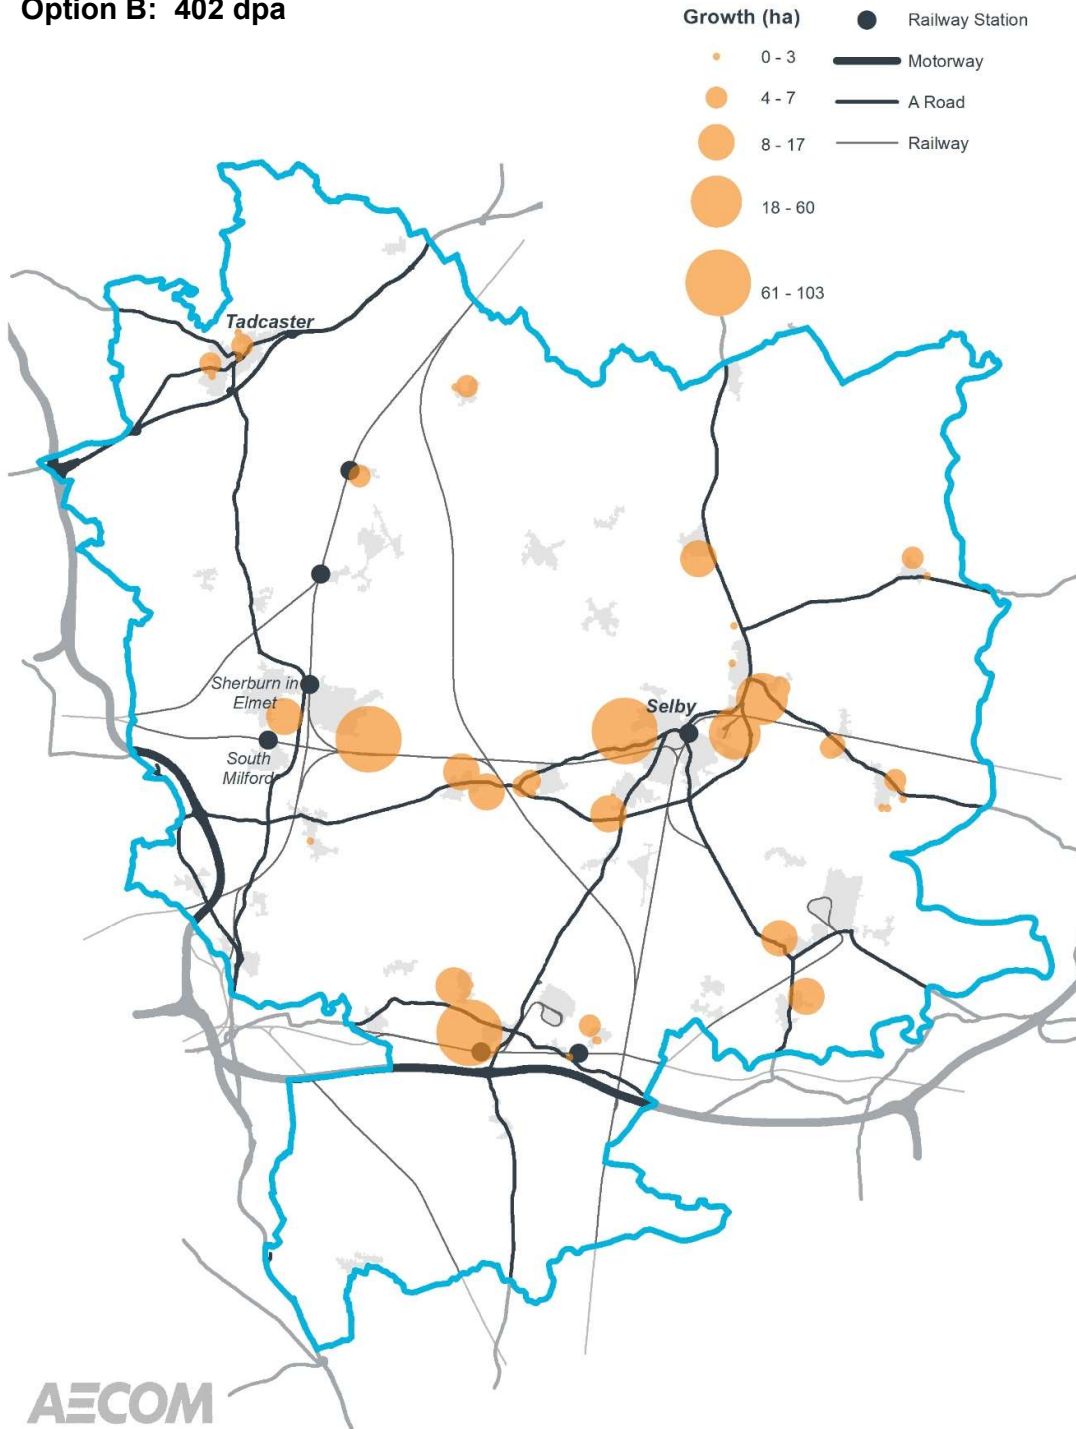 Option B: 402 dpa
Growth (ha)
0 - 3
4 - 7
8 - 17
18 - 60
61 - 103
Railway Station
Motorway
A Road
Railway
Tadcaster
Sherburn in
Elmet
South
Milford
Selby
AECOM